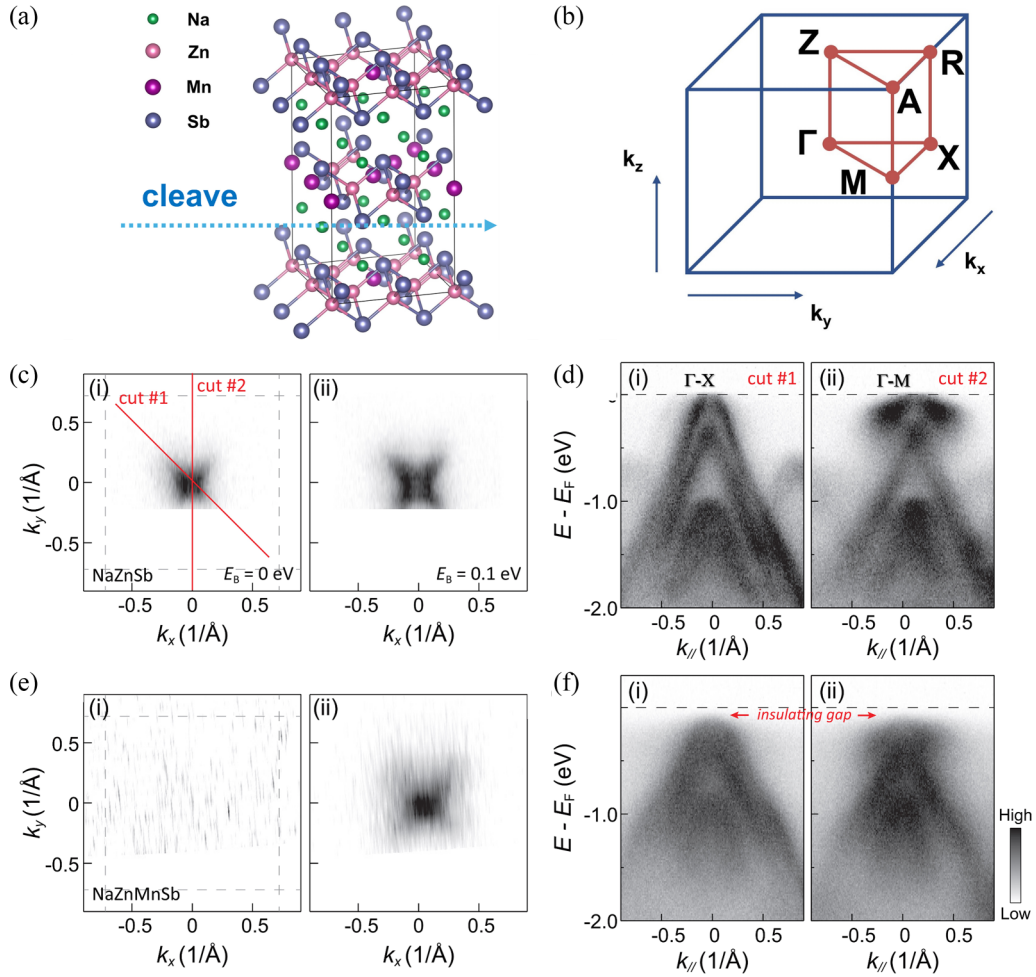 (a)
Na
Zn
Mn
Sb
cleave
(b)
Z
R
A
Γ
X
M
k_z
k_x
k_y
(c)
(i)
cut #2
cut #1
(ii)
0.5
0
-0.5
k_y (1/Å)
NaZnSb
E_B = 0 eV
E_B = 0.1 eV
-0.5 0 0.5
-0.5 0 0.5
k_x (1/Å)
k_x (1/Å)
(d)
(i)
Γ-X
cut #1
(ii)
Γ-M
cut #2
E - E_F (eV)
-1.0
-2.0
-0.5 0 0.5
-0.5 0 0.5
k_// (1/Å)
k_// (1/Å)
(e)
(i)
(ii)
0.5
0
-0.5
k_y (1/Å)
NaZnMnSb
-0.5 0 0.5
-0.5 0 0.5
k_x (1/Å)
k_x (1/Å)
(f)
(i)
(ii)
insulating gap
E - E_F (eV)
-1.0
-2.0
High
Low
-0.5 0 0.5
-0.5 0 0.5
k_// (1/Å)
k_// (1/Å)